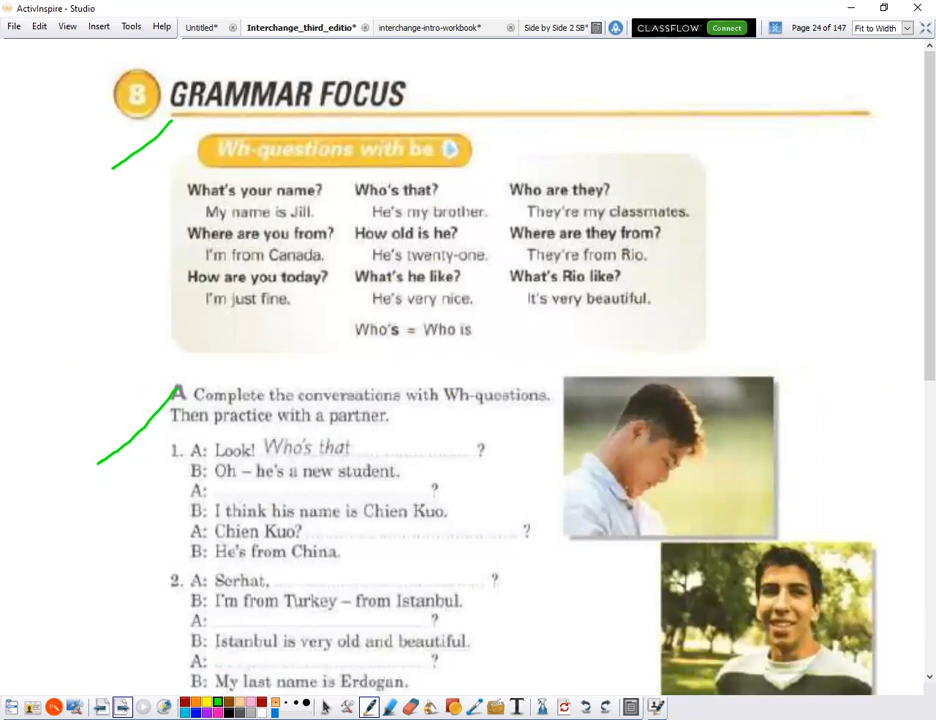 ActivInspire - Studio
File Edit View Insert Tools Help Untitled* Interchange_third_editio* interchange-intro-workbook* Side by Side 2 SB* CLASSFLOW Connect Page 24 of 147 Fit to Width
8 GRAMMAR FOCUS
Wh-questions with be
What's your name? Who's that? Who are they?
My name is Jill. He's my brother. They're my classmates.
Where are you from? How old is he? Where are they from?
I'm from Canada. He's twenty-one. They're from Rio.
How are you today? What's he like? What's Rio like?
I'm just fine. He's very nice. It's very beautiful.
Who's = Who is
A Complete the conversations with Wh-questions.
Then practice with a partner.
1. A: Look! Who's that ?
B: Oh – he's a new student.
A: ?
B: I think his name is Chien Kuo.
A: Chien Kuo? ?
B: He's from China.
2. A: Serhat, ?
B: I'm from Turkey – from Istanbul.
A: ?
B: Istanbul is very old and beautiful.
A: ?
B: My last name is Erdogan.